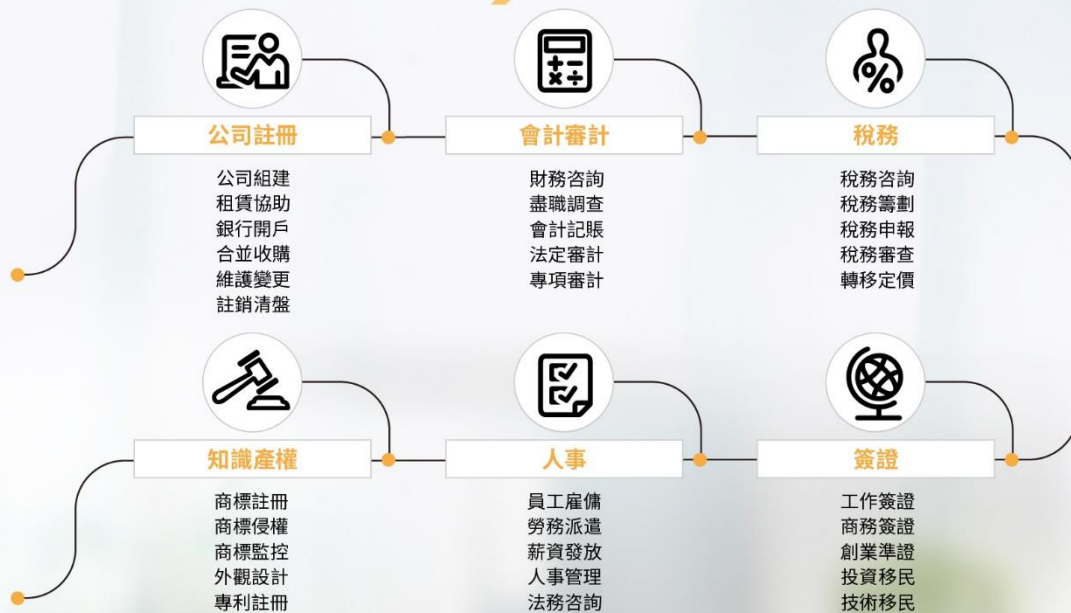 公司註冊
公司組建
租賃協助
銀行開戶
合並收購
維護變更
註銷清盤
會計審計
財務咨詢
盡職調查
會計記賬
法定審計
專項審計
稅務
稅務咨詢
稅務籌劃
稅務申報
稅務審查
轉移定價
知識產權
商標註冊
商標侵權
商標監控
外觀設計
專利註冊
人事
員工雇傭
勞務派遣
薪資發放
人事管理
法務咨詢
簽證
工作簽證
商務簽證
創業準證
投資移民
技術移民